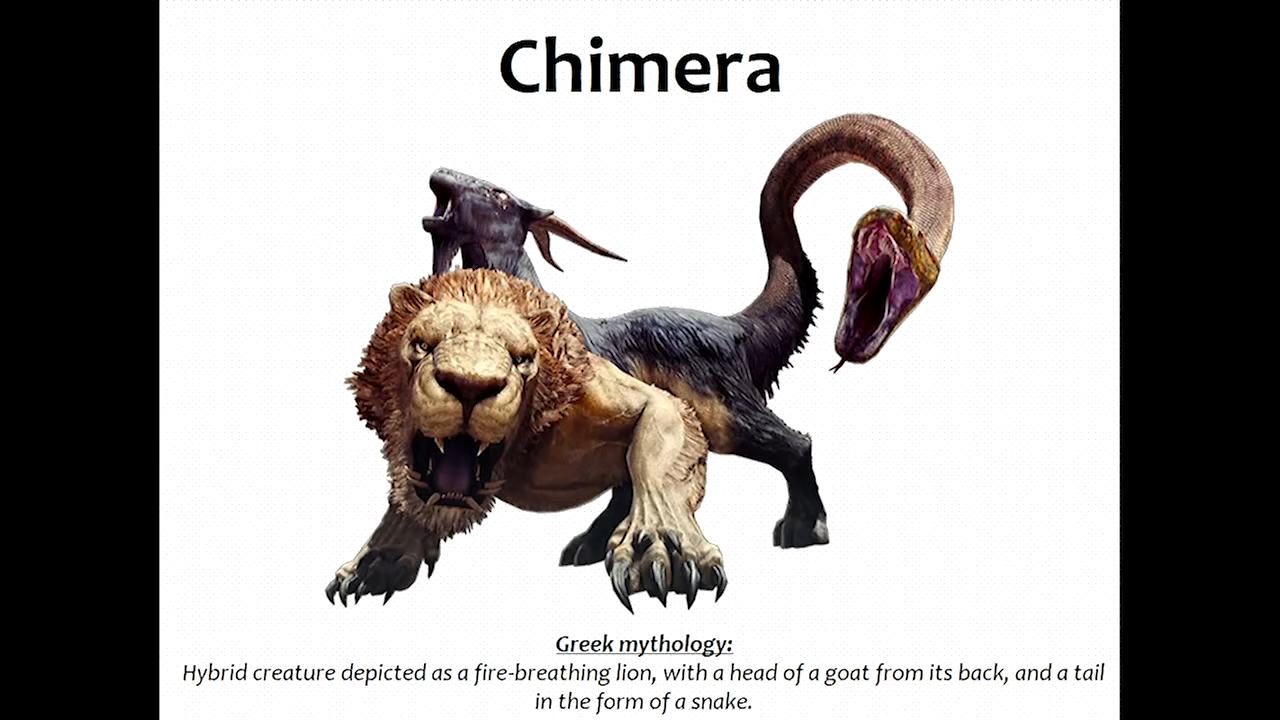 Chimera
Greek mythology:
Hybrid creature depicted as a fire-breathing lion, with a head of a goat from its back, and a tail
in the form of a snake.